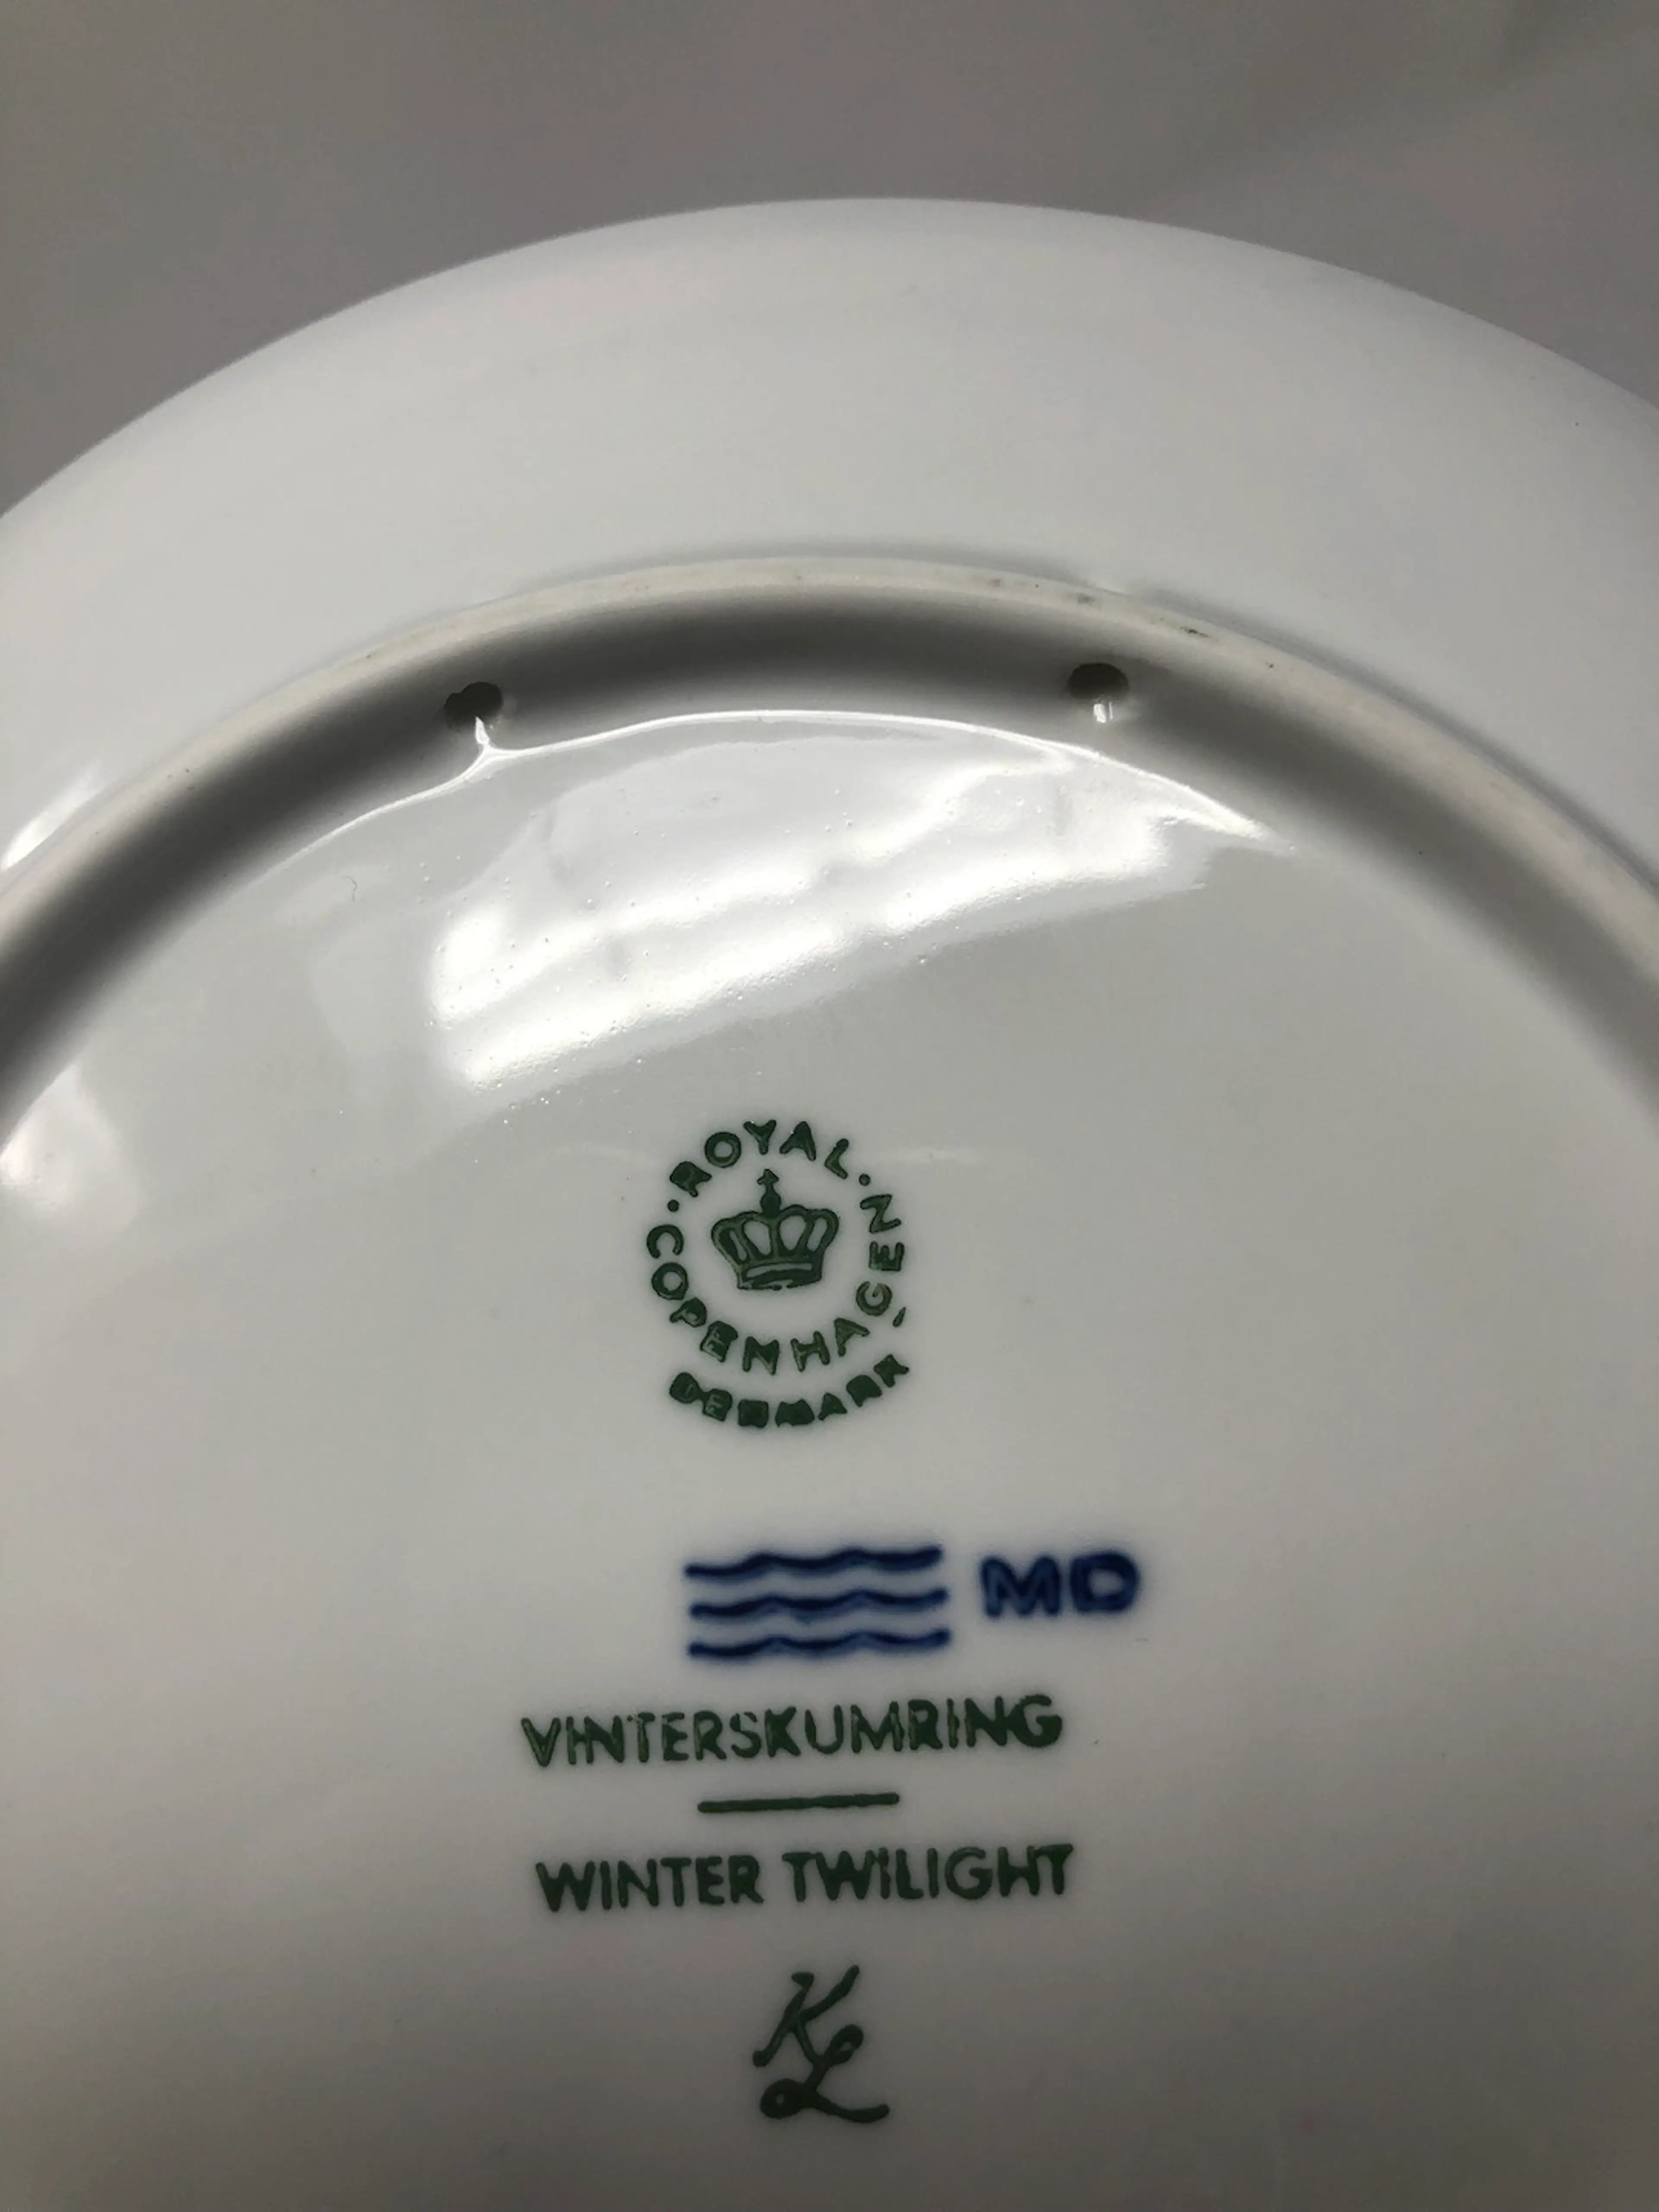 ROYAL
COPENHAGEN
DENMARK
MD
VINTERSKUMRING
WINTER TWILIGHT
KL